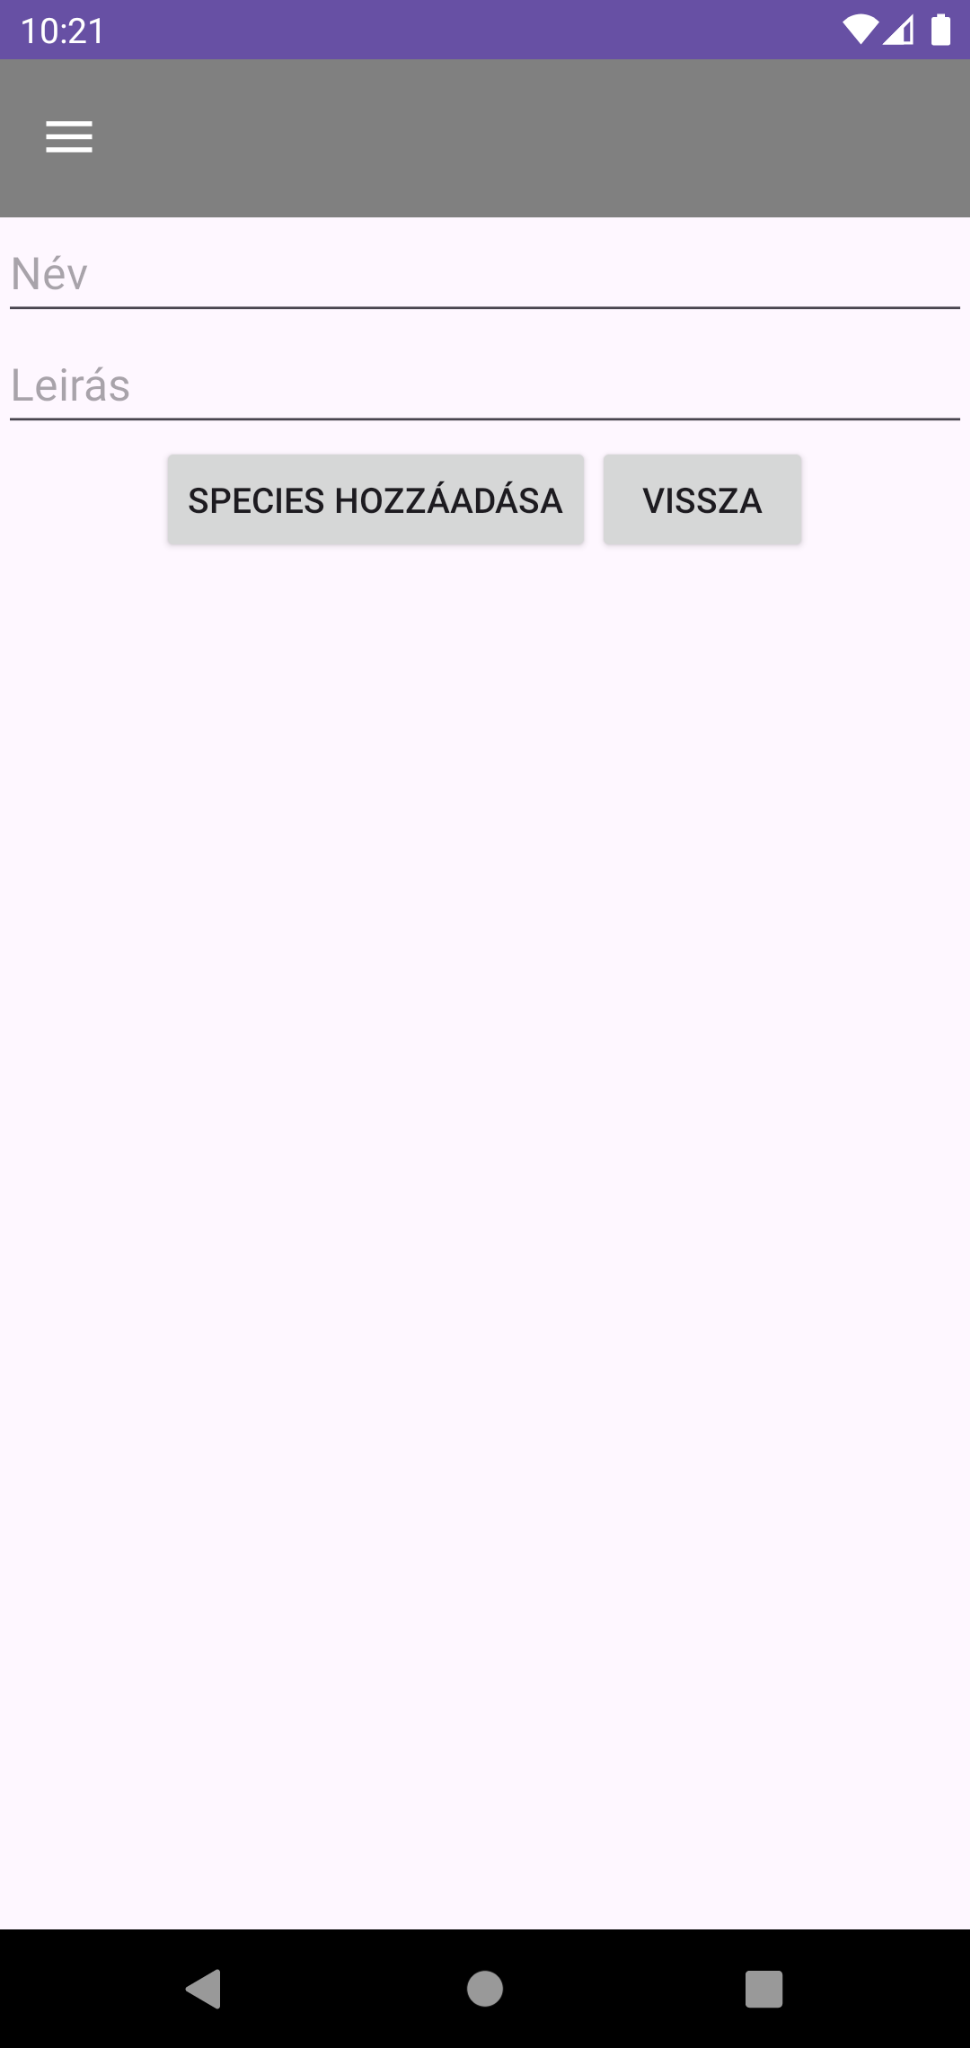 10:21
Név
Leirás
SPECIES HOZZÁADÁSA VISSZA